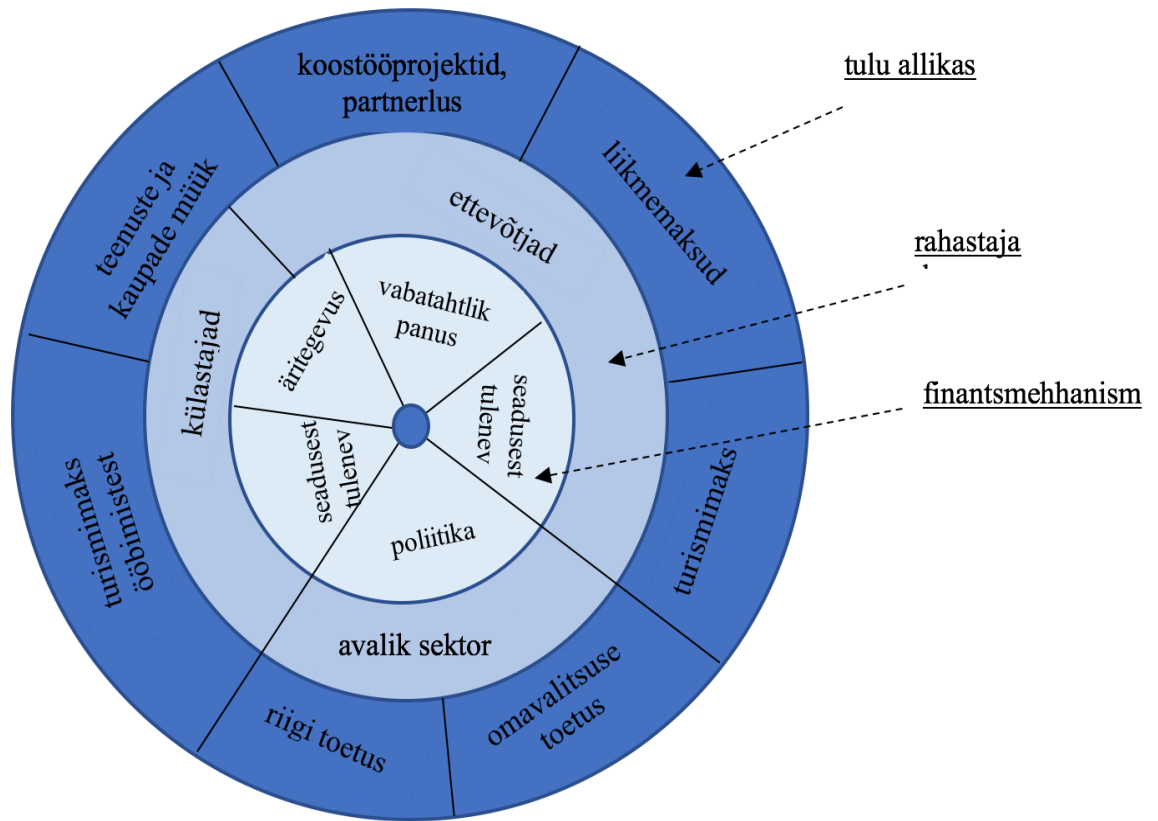 koostööprojektid,
partnerlus
tulu allikas
teenuste ja
kaupade müük
liikmemaksud
ettevõtjad
rahastaja
vabatahtlik
panus
äritegevus
külastajad
finantsmehhanism
seadusest
tulenev
seadusest
tulenev
turismimaks
ööbimistest
turismimaks
poliitika
avalik sektor
omavalitsuse
toetus
riigi toetus